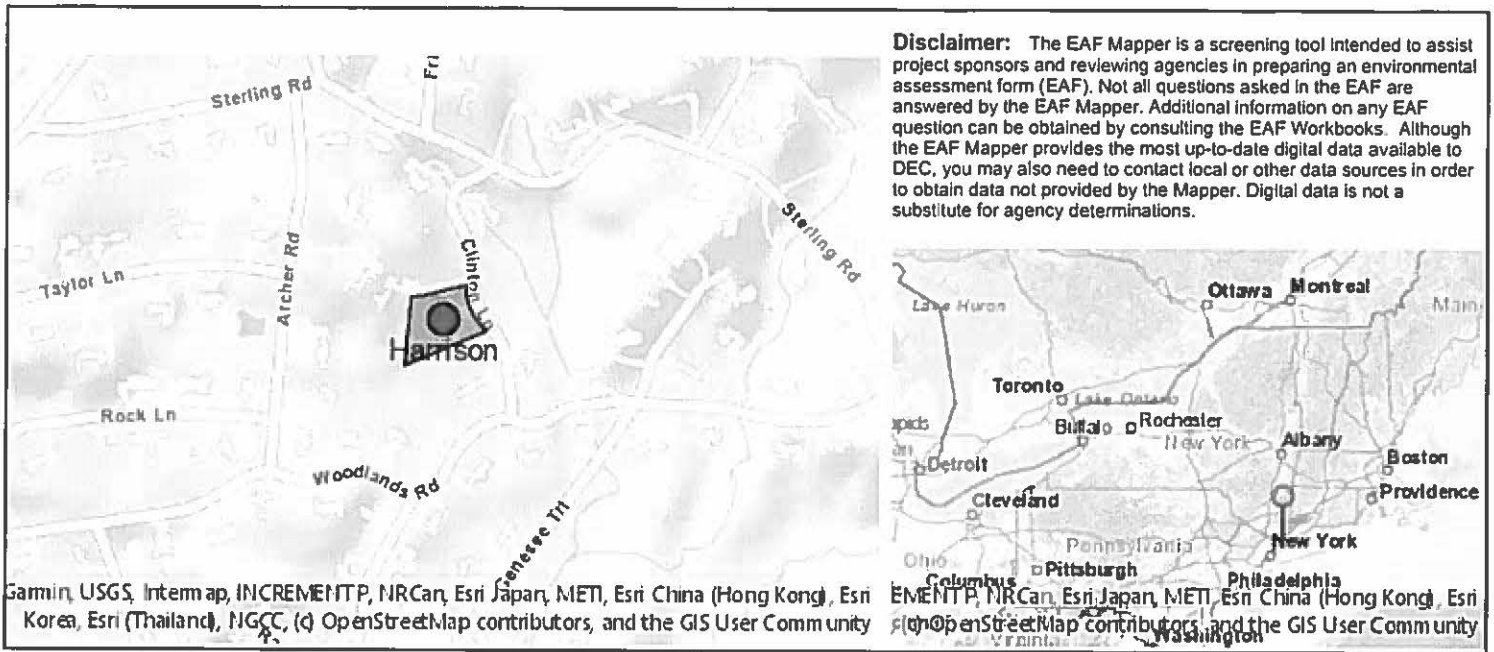 Disclaimer: The EAF Mapper is a screening tool intended to assist
project sponsors and reviewing agencies in preparing an environmental
assessment form (EAF). Not all questions asked in the EAF are
answered by the EAF Mapper. Additional information on any EAF
question can be obtained by consulting the EAF Workbooks. Although
the EAF Mapper provides the most up-to-date digital data available to
DEC, you may also need to contact local or other data sources in order
to obtain data not provided by the Mapper. Digital data is not a
substitute for agency determinations.
Fri
Sterling Rd
Sterling Rd
Archer Rd
Clinton Ln
Taylor Ln
Harrison
Rock Ln
Woodlands Rd
Genesee Trl
Garmin, USGS, Intermap, INCREMENTP, NRCan, Esri Japan, METI, Esri China (Hong Kong), Esri
Korea, Esri (Thailand), NGCC, (c) OpenStreetMap contributors, and the GIS User Community
Ottawa
Montreal
Lake Huron
Main
Toronto
Lake Ontario
apids
Buffalo
Rochester
New York
Albany
Detroit
Boston
Cleveland
Providence
Pennsylvania
New York
Ohio
Pittsburgh
Columbus
Philadelphia
EMENTP, NRCan, Esri Japan, METI, Esri China (Hong Kong), Esri
(c) OpenStreetMap contributors, and the GIS User Community
Virginia
Washington